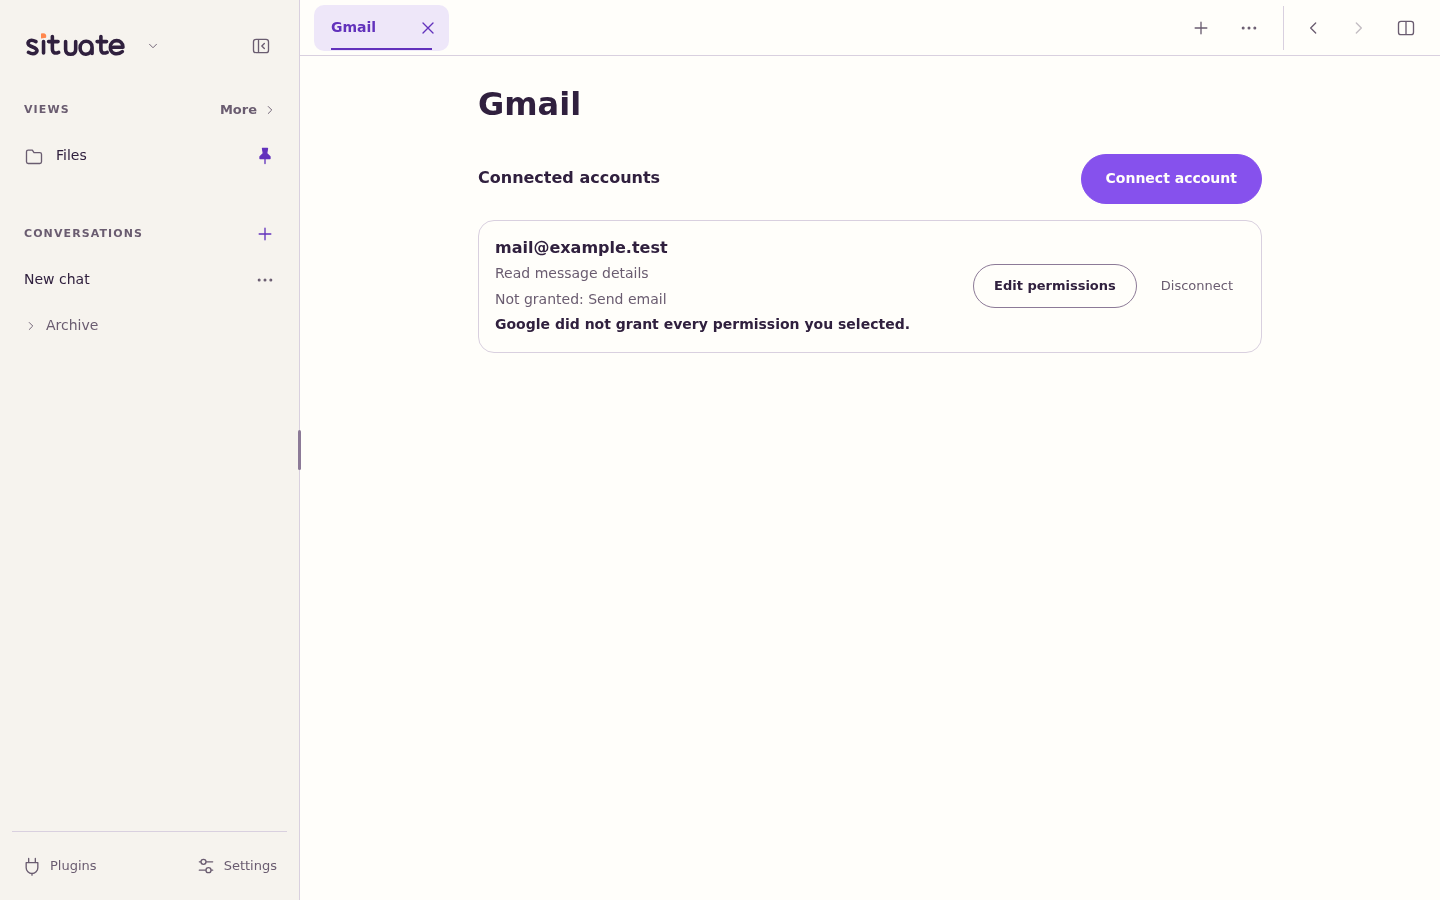 situate
VIEWS
More
Files
CONVERSATIONS
New chat
Archive
Plugins
Settings
Gmail
Gmail
Connected accounts
Connect account
mail@example.test
Read message details
Not granted: Send email
Google did not grant every permission you selected.
Edit permissions
Disconnect